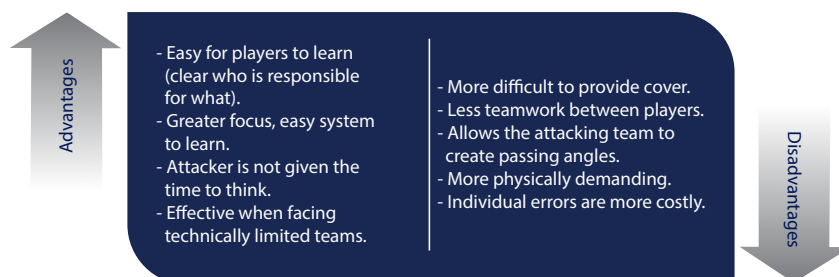 Advantages
- Easy for players to learn
(clear who is responsible
for what).
- Greater focus, easy system
to learn.
- Attacker is not given the
time to think.
- Effective when facing
technically limited teams.
- More difficult to provide cover.
- Less teamwork between players.
- Allows the attacking team to
create passing angles.
- More physically demanding.
- Individual errors are more costly.
Disadvantages